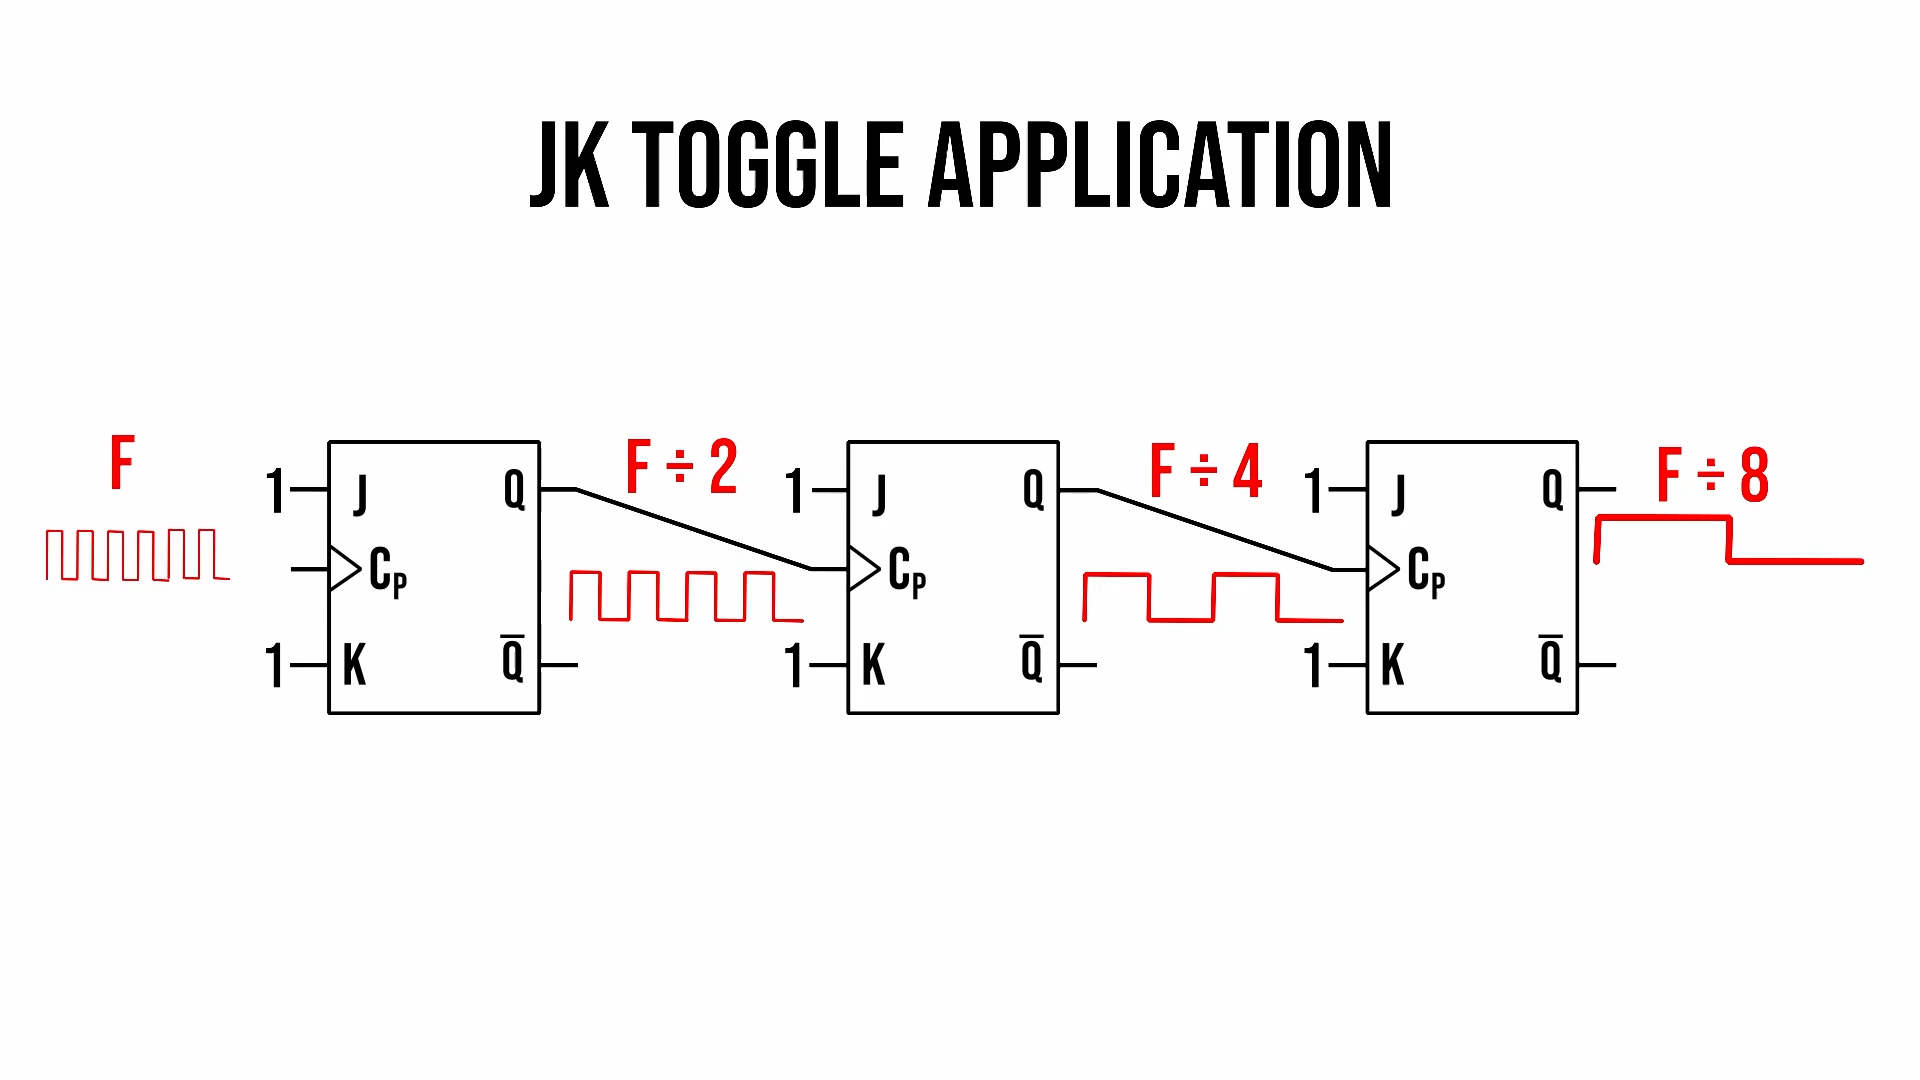 JK TOGGLE APPLICATION
F
F ÷ 2
F ÷ 4
F ÷ 8
1 J Q 1 J Q 1 J Q
CP CP CP
1 K Q̅ 1 K Q̅ 1 K Q̅